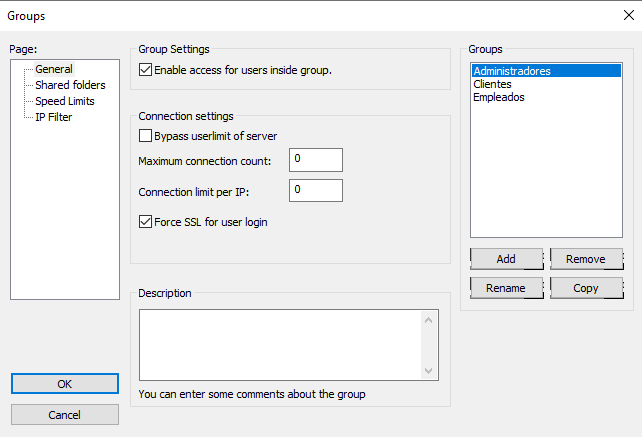 Groups
Page:
General
Shared folders
Speed Limits
IP Filter
Group Settings
Enable access for users inside group.
Connection settings
Bypass userlimit of server
Maximum connection count: 0
Connection limit per IP: 0
Force SSL for user login
Description
You can enter some comments about the group
Groups
Administradores
Clientes
Empleados
Add Remove
Rename Copy
OK
Cancel